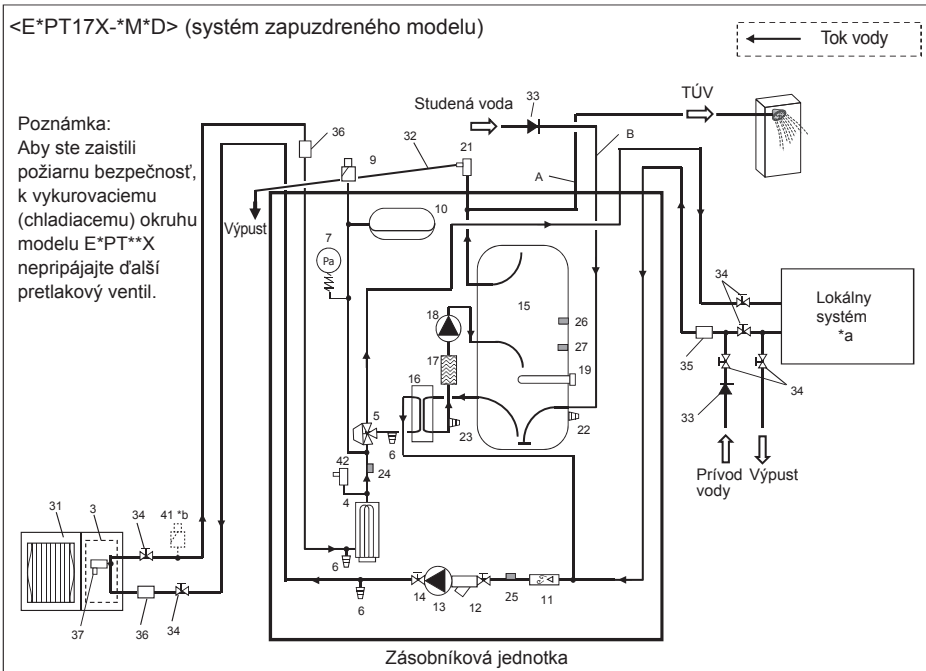 <E*PT17X-*M*D> (systém zapuzdreného modelu)
Tok vody
Poznámka:
Aby ste zaistili
požiarnu bezpečnosť,
k vykurovaciemu
(chladiacemu) okruhu
modelu E*PT**X
nepripájajte ďalší
pretlakový ventil.
Studená voda
33
TÚV
36
9
32
21
B
A
Výpust
10
7
Pa
15
18
26
27
17
19
16
5
6
23
22
42
24
4
34
Lokálny
systém
*a
35
33
34
Prívod
vody
Výpust
31
3
34
41 *b
6
6
14
13
12
25
11
37
36
34
Zásobníková jednotka